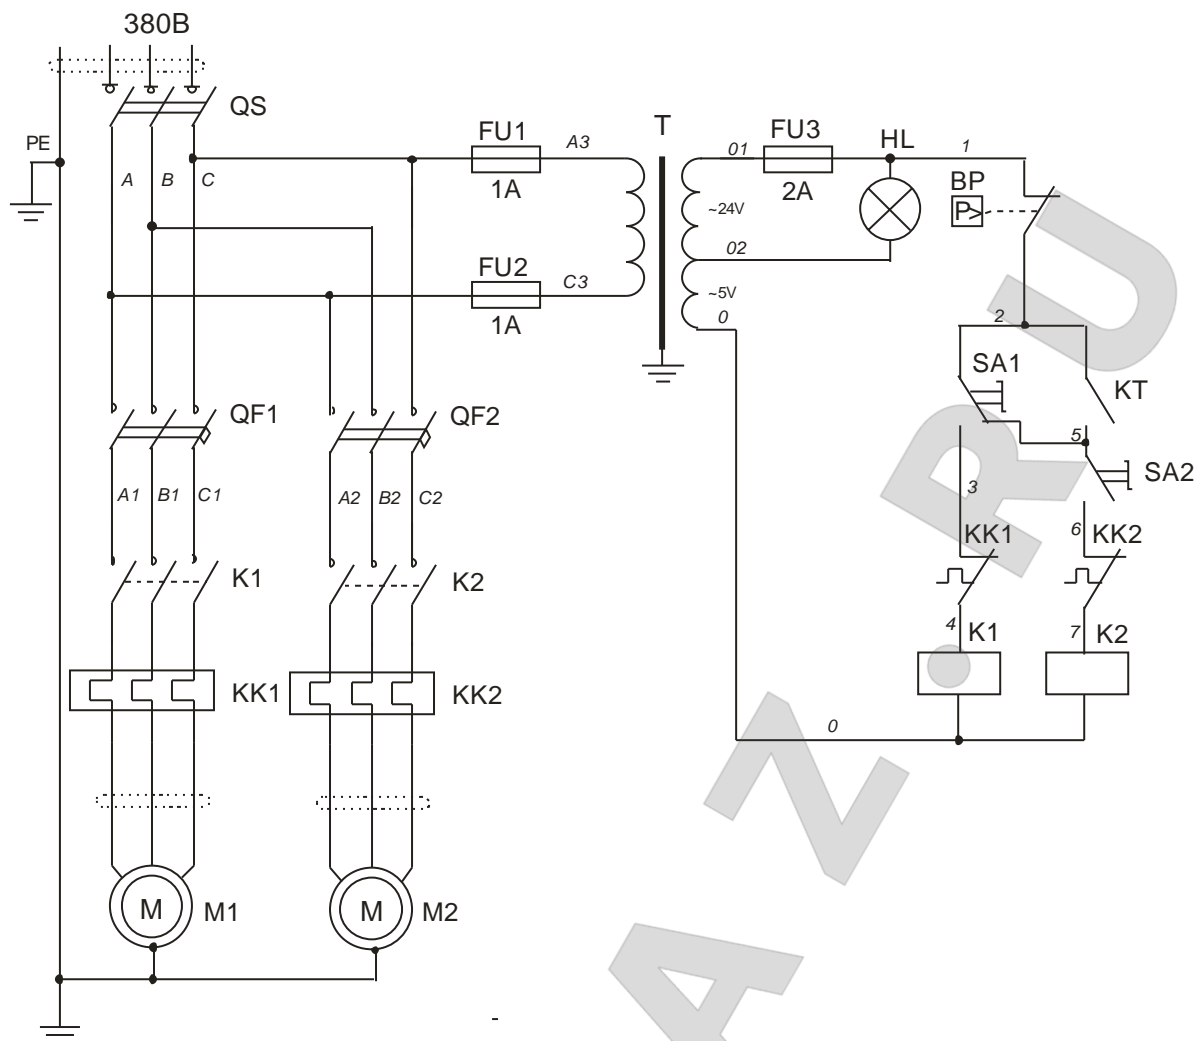 380В
QS
PE
A
B
C
FU1
1A
A3
FU2
1A
C3
T
01
~24V
02
~5V
0
FU3
2A
HL
1
BP
P>
2
SA1
KT
5
SA2
3
KK1
6
KK2
4
K1
7
K2
0
QF1
QF2
A1
B1
C1
A2
B2
C2
K1
K2
KK1
KK2
M
M1
M
M2
-
AZ.RU